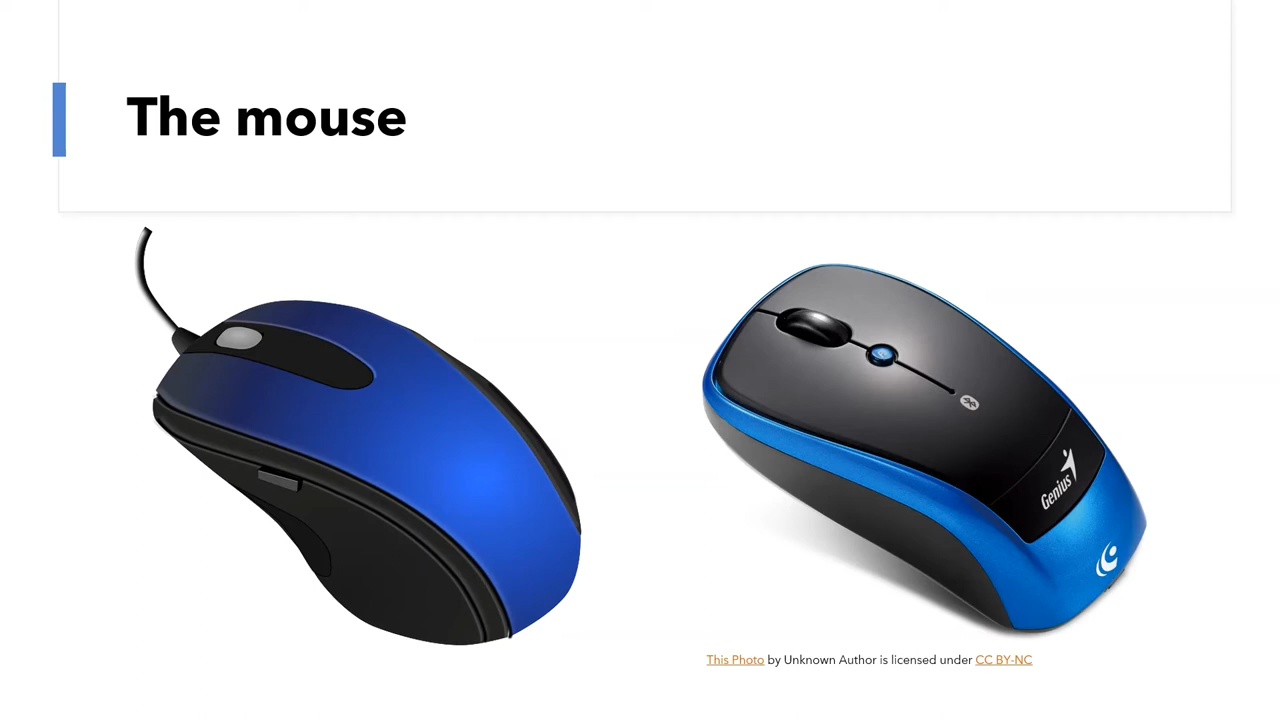 The mouse
Genius
This Photo by Unknown Author is licensed under CC BY-NC